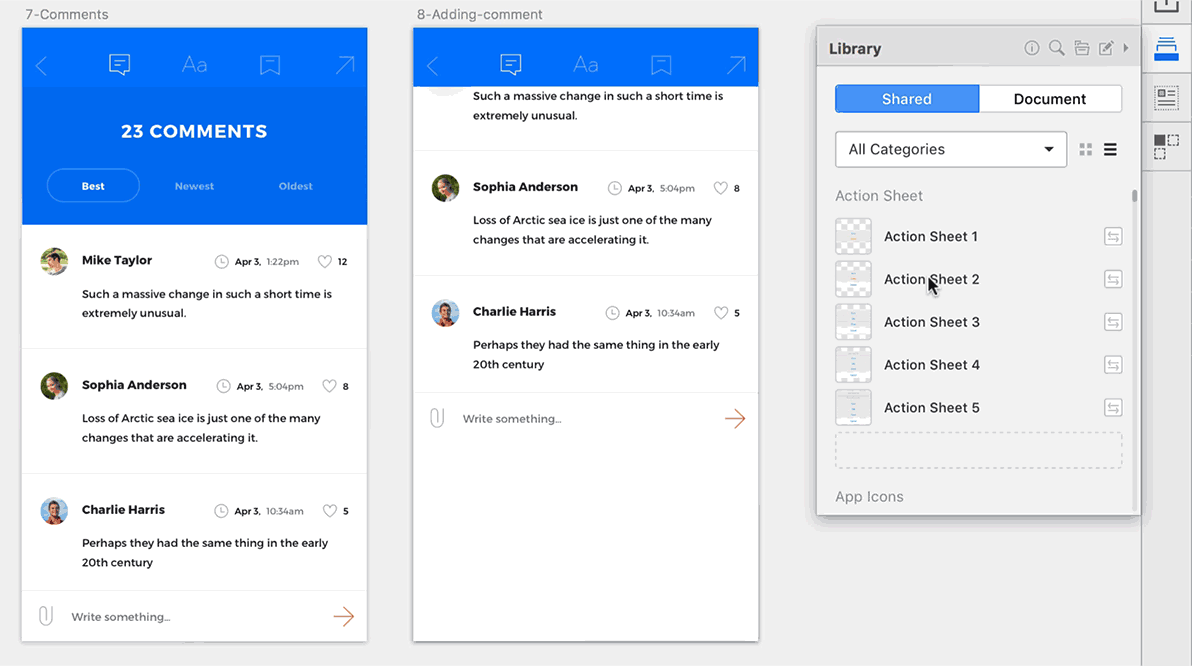 7-Comments
Aa
23 COMMENTS
Best Newest Oldest
Mike Taylor Apr 3, 1:22pm 12
Such a massive change in such a short time is
extremely unusual.
Sophia Anderson Apr 3, 5:04pm 8
Loss of Arctic sea ice is just one of the many
changes that are accelerating it.
Charlie Harris Apr 3, 10:34am 5
Perhaps they had the same thing in the early
20th century
Write something...
8-Adding-comment
Aa
Such a massive change in such a short time is
extremely unusual.
Sophia Anderson Apr 3, 5:04pm 8
Loss of Arctic sea ice is just one of the many
changes that are accelerating it.
Charlie Harris Apr 3, 10:34am 5
Perhaps they had the same thing in the early
20th century
Write something...
Library
Shared Document
All Categories
Action Sheet
Action Sheet 1
Action Sheet 2
Action Sheet 3
Action Sheet 4
Action Sheet 5
App Icons